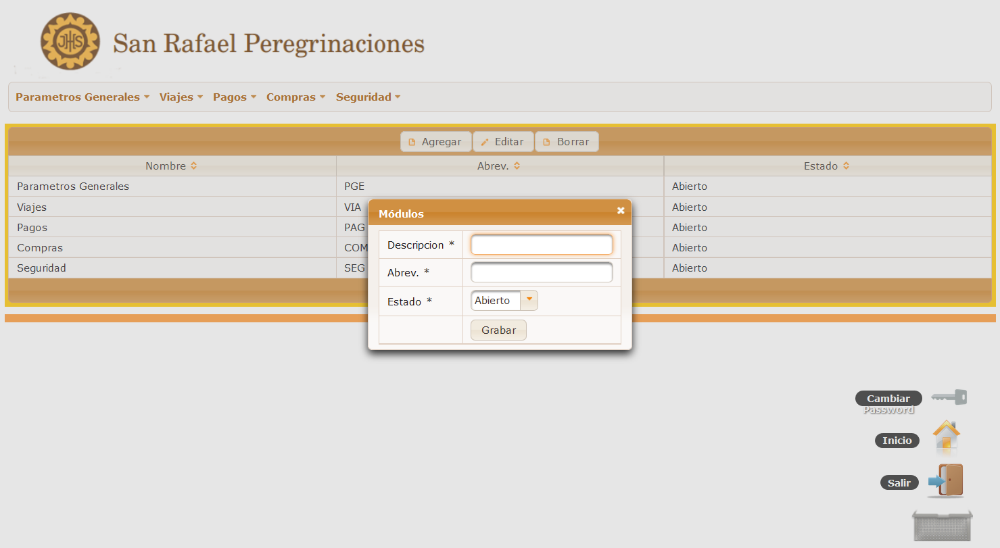 JHS
San Rafael Peregrinaciones
Parametros Generales Viajes Pagos Compras Seguridad
Agregar Editar Borrar
Nombre Abrev. Estado
Parametros Generales PGE Abierto
Viajes VIA Abierto
Pagos PAG Abierto
Compras COM Abierto
Seguridad SEG Abierto
Módulos
Descripcion *
Abrev. *
Estado * Abierto
Grabar
Cambiar
Password
Inicio
Salir